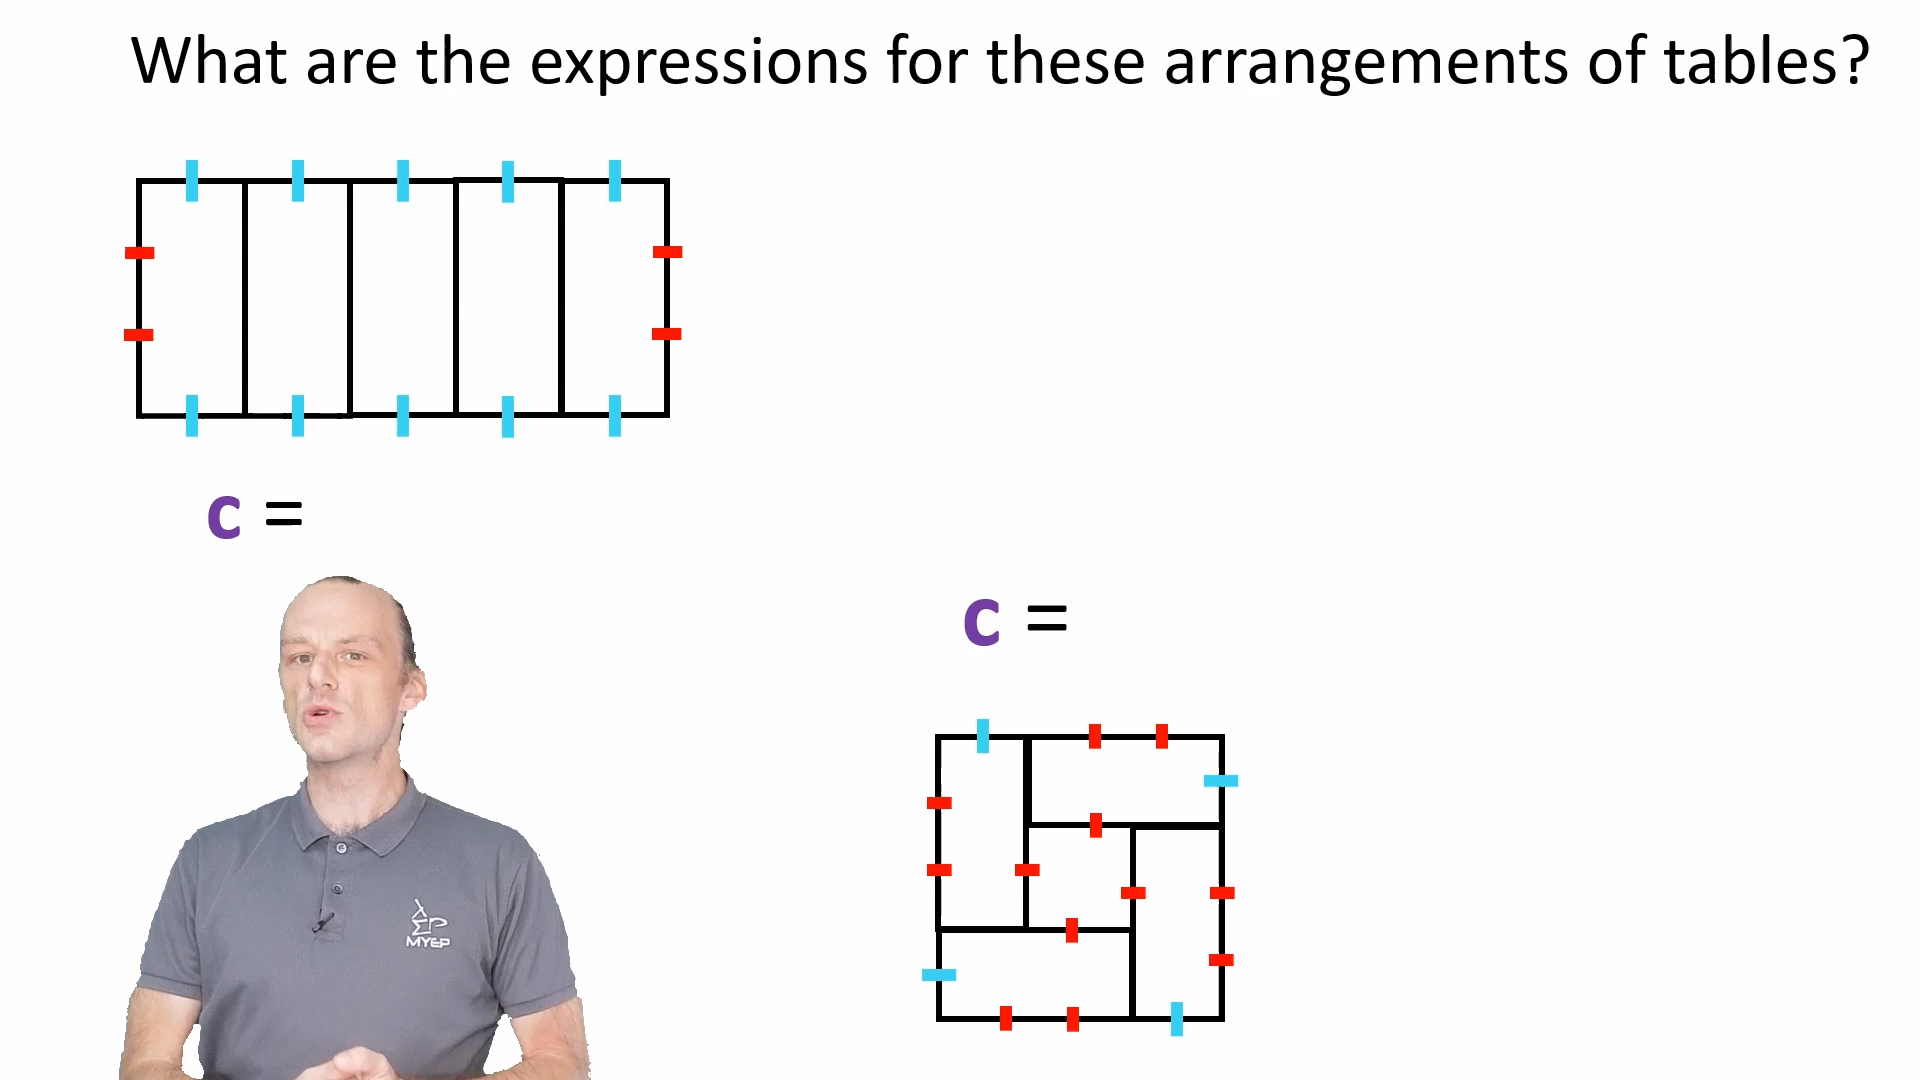 What are the expressions for these arrangements of tables?
c =
c =
MYEP